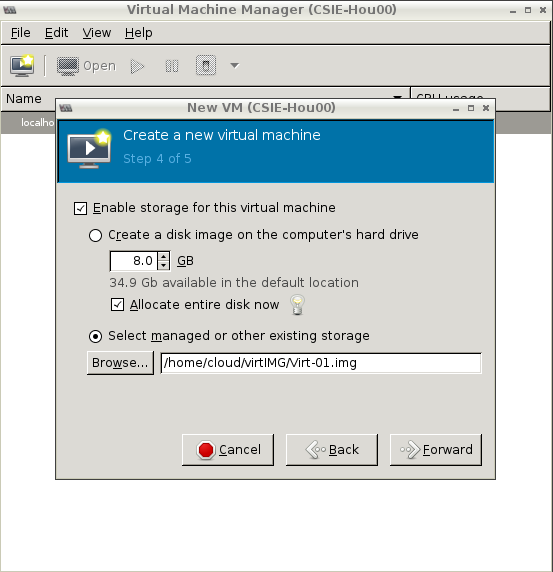 Virtual Machine Manager (CSIE-Hou00)
File Edit View Help
Open
Name
New VM (CSIE-Hou00)
localho
Create a new virtual machine
Step 4 of 5
Enable storage for this virtual machine
Create a disk image on the computer's hard drive
8.0 GB
34.9 Gb available in the default location
Allocate entire disk now
Select managed or other existing storage
Browse... /home/cloud/virtIMG/Virt-01.img
Cancel Back Forward